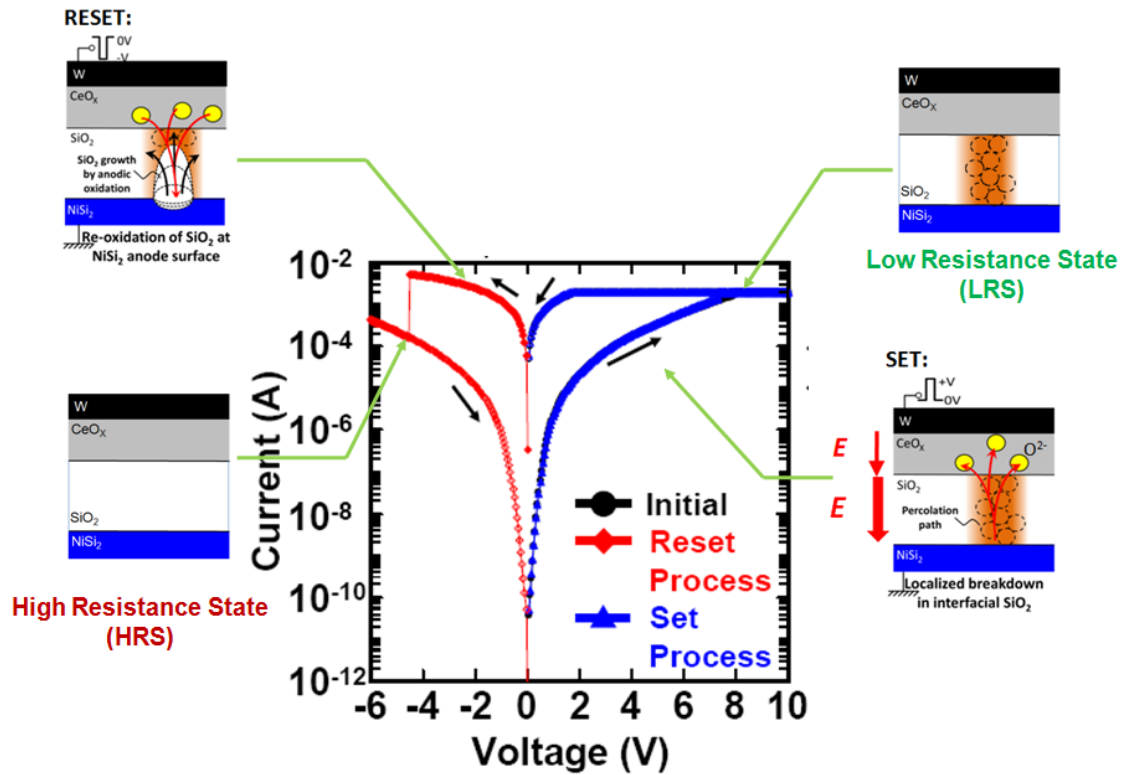 RESET:
0V
-V
W
CeOₓ
SiO₂
SiO₂ growth
by anodic
oxidation
NiSi₂
Re-oxidation of SiO₂ at
NiSi₂ anode surface
W
CeOₓ
SiO₂
NiSi₂
Low Resistance State
(LRS)
W
CeOₓ
SiO₂
NiSi₂
High Resistance State
(HRS)
SET:
+V
0V
W
CeOₓ
O²⁻
E
SiO₂
E
Percolation
path
NiSi₂
Localized breakdown
in interfacial SiO₂
Current (A)
10⁻²
10⁻⁴
10⁻⁶
10⁻⁸
10⁻¹⁰
10⁻¹²
Initial
Reset
Process
Set
Process
-6 -4 -2 0 2 4 6 8 10
Voltage (V)